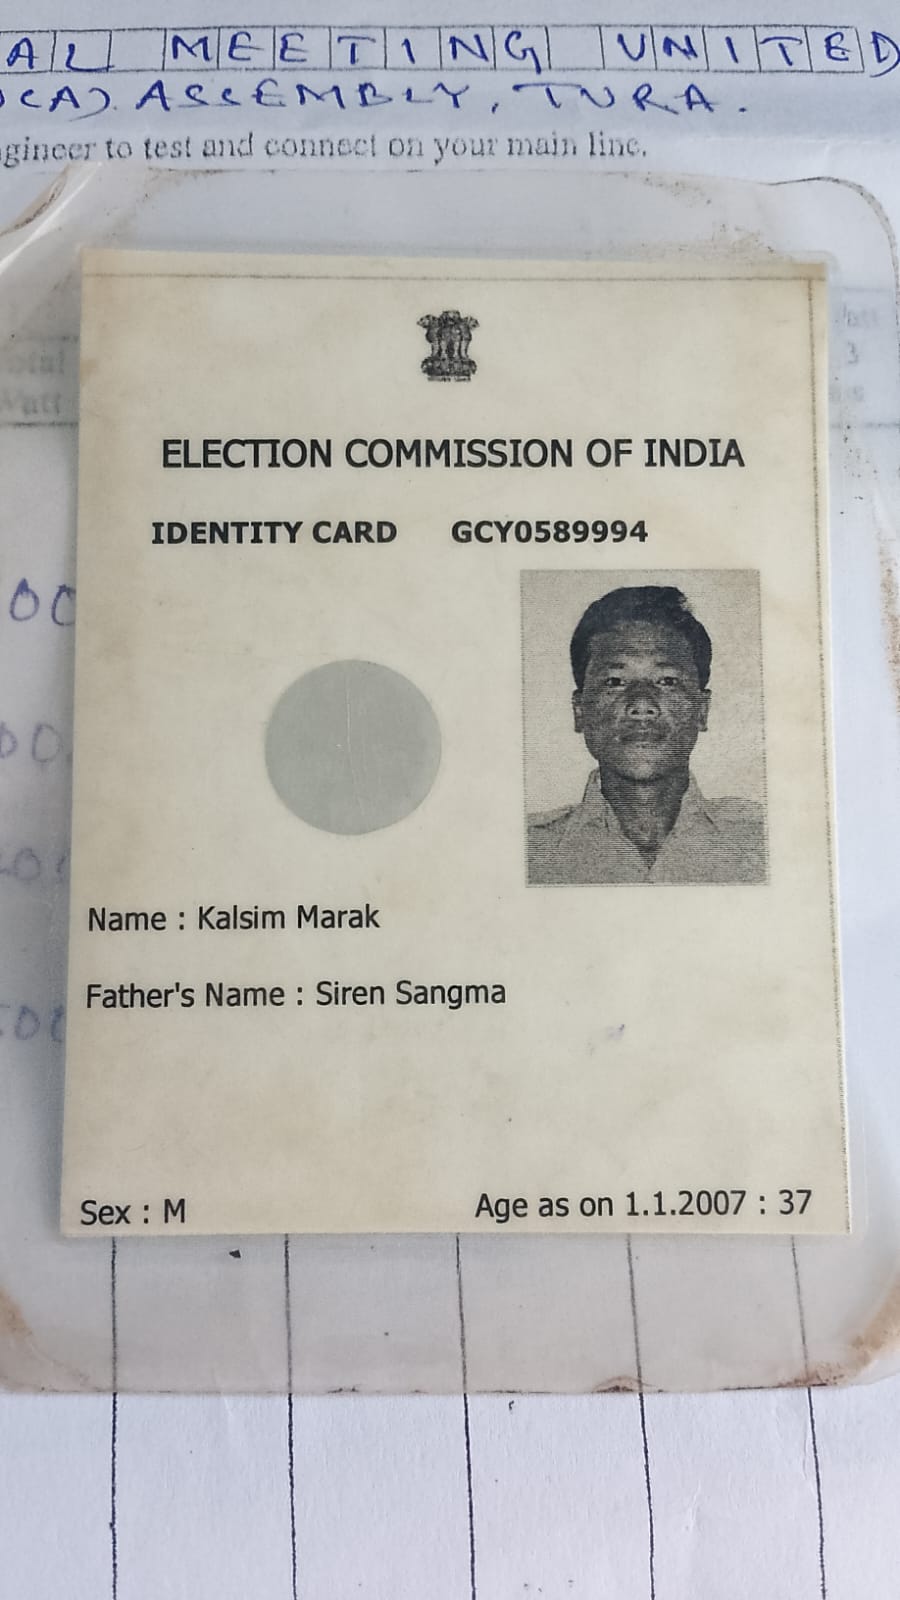 AL MEETING UNITED
(A). ASSEMBLY, TURA.
gineer to test and connect on your main line.
ELECTION COMMISSION OF INDIA
IDENTITY CARD GCY0589994
Name : Kalsim Marak
Father's Name : Siren Sangma
Sex : M
Age as on 1.1.2007 : 37